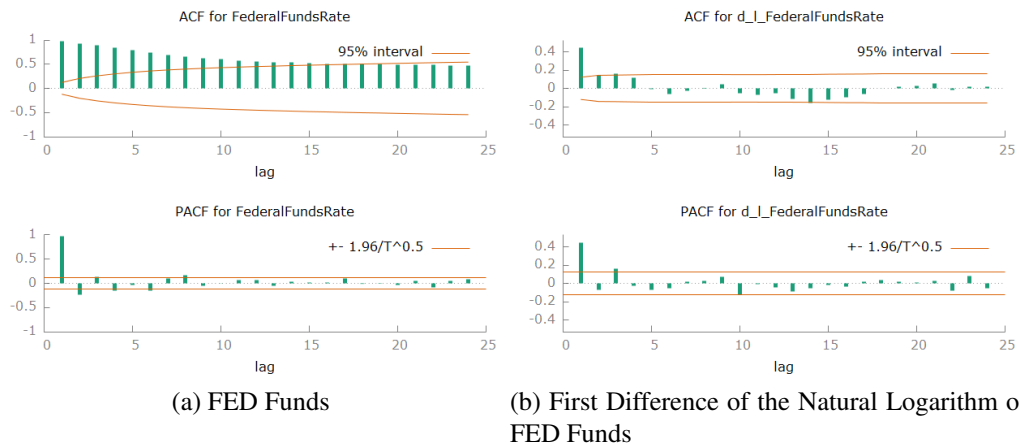 ACF for FederalFundsRate
1
0.5
0
-0.5
-1
95% interval
0 5 10 15 20 25
lag
PACF for FederalFundsRate
1
0.5
0
-0.5
-1
+- 1.96/T^0.5
0 5 10 15 20 25
lag
(a) FED Funds
ACF for d_l_FederalFundsRate
0.4
0.2
0
-0.2
-0.4
95% interval
0 5 10 15 20 25
lag
PACF for d_l_FederalFundsRate
0.4
0.2
0
-0.2
-0.4
+- 1.96/T^0.5
0 5 10 15 20 25
lag
(b) First Difference of the Natural Logarithm o
FED Funds